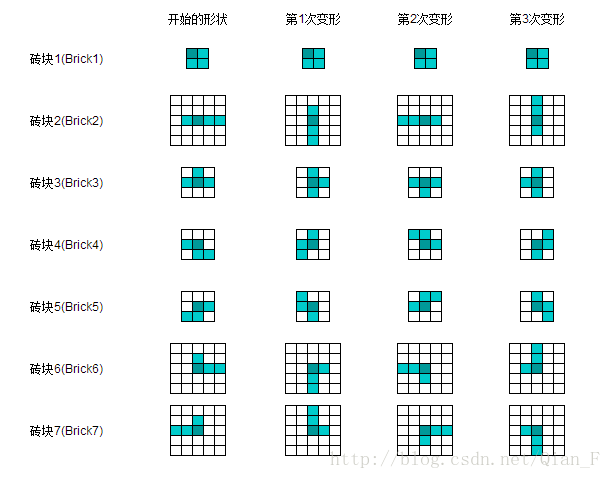 开始的形状 第1次变形 第2次变形 第3次变形
砖块1(Brick1)
砖块2(Brick2)
砖块3(Brick3)
砖块4(Brick4)
砖块5(Brick5)
砖块6(Brick6)
砖块7(Brick7)
http://blog.csdn.net/Qian_F